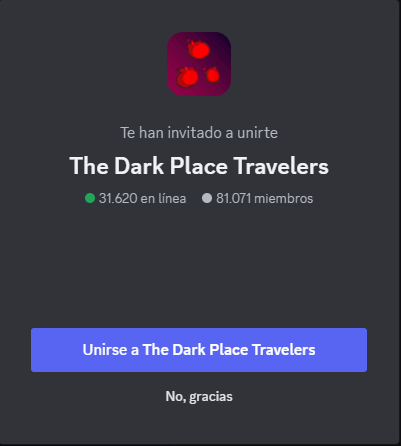 Te han invitado a unirte
The Dark Place Travelers
31.620 en línea 81.071 miembros
Unirse a The Dark Place Travelers
No, gracias